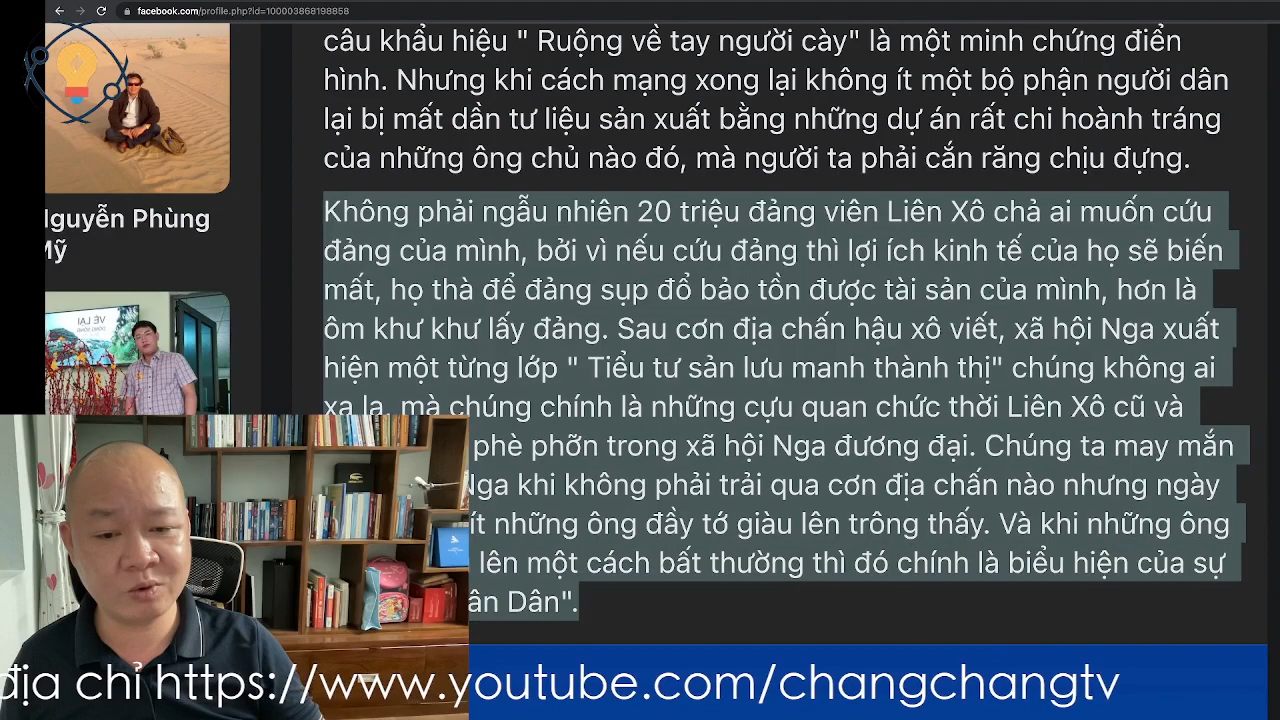 facebook.com/profile.php?id=100003868198858
câu khẩu hiệu " Ruộng về tay người cày" là một minh chứng điển
hình. Nhưng khi cách mạng xong lại không ít một bộ phận người dân
lại bị mất dần tư liệu sản xuất bằng những dự án rất chi hoành tráng
của những ông chủ nào đó, mà người ta phải cắn răng chịu đựng.
Nguyễn Phùng
Mỹ
Không phải ngẫu nhiên 20 triệu đảng viên Liên Xô chả ai muốn cứu
đảng của mình, bởi vì nếu cứu đảng thì lợi ích kinh tế của họ sẽ biến
mất, họ thà để đảng sụp đổ bảo tồn được tài sản của mình, hơn là
ôm khư khư lấy đảng. Sau cơn địa chấn hậu xô viết, xã hội Nga xuất
hiện một từng lớp " Tiểu tư sản lưu manh thành thị" chúng không ai
xa lạ, mà chúng chính là những cựu quan chức thời Liên Xô cũ và
phè phỡn trong xã hội Nga đương đại. Chúng ta may mắn
Nga khi không phải trải qua cơn địa chấn nào nhưng ngày
ít những ông đầy tớ giàu lên trông thấy. Và khi những ông
lên một cách bất thường thì đó chính là biểu hiện của sự
ân Dân".
địa chỉ https://www.youtube.com/changchangtv